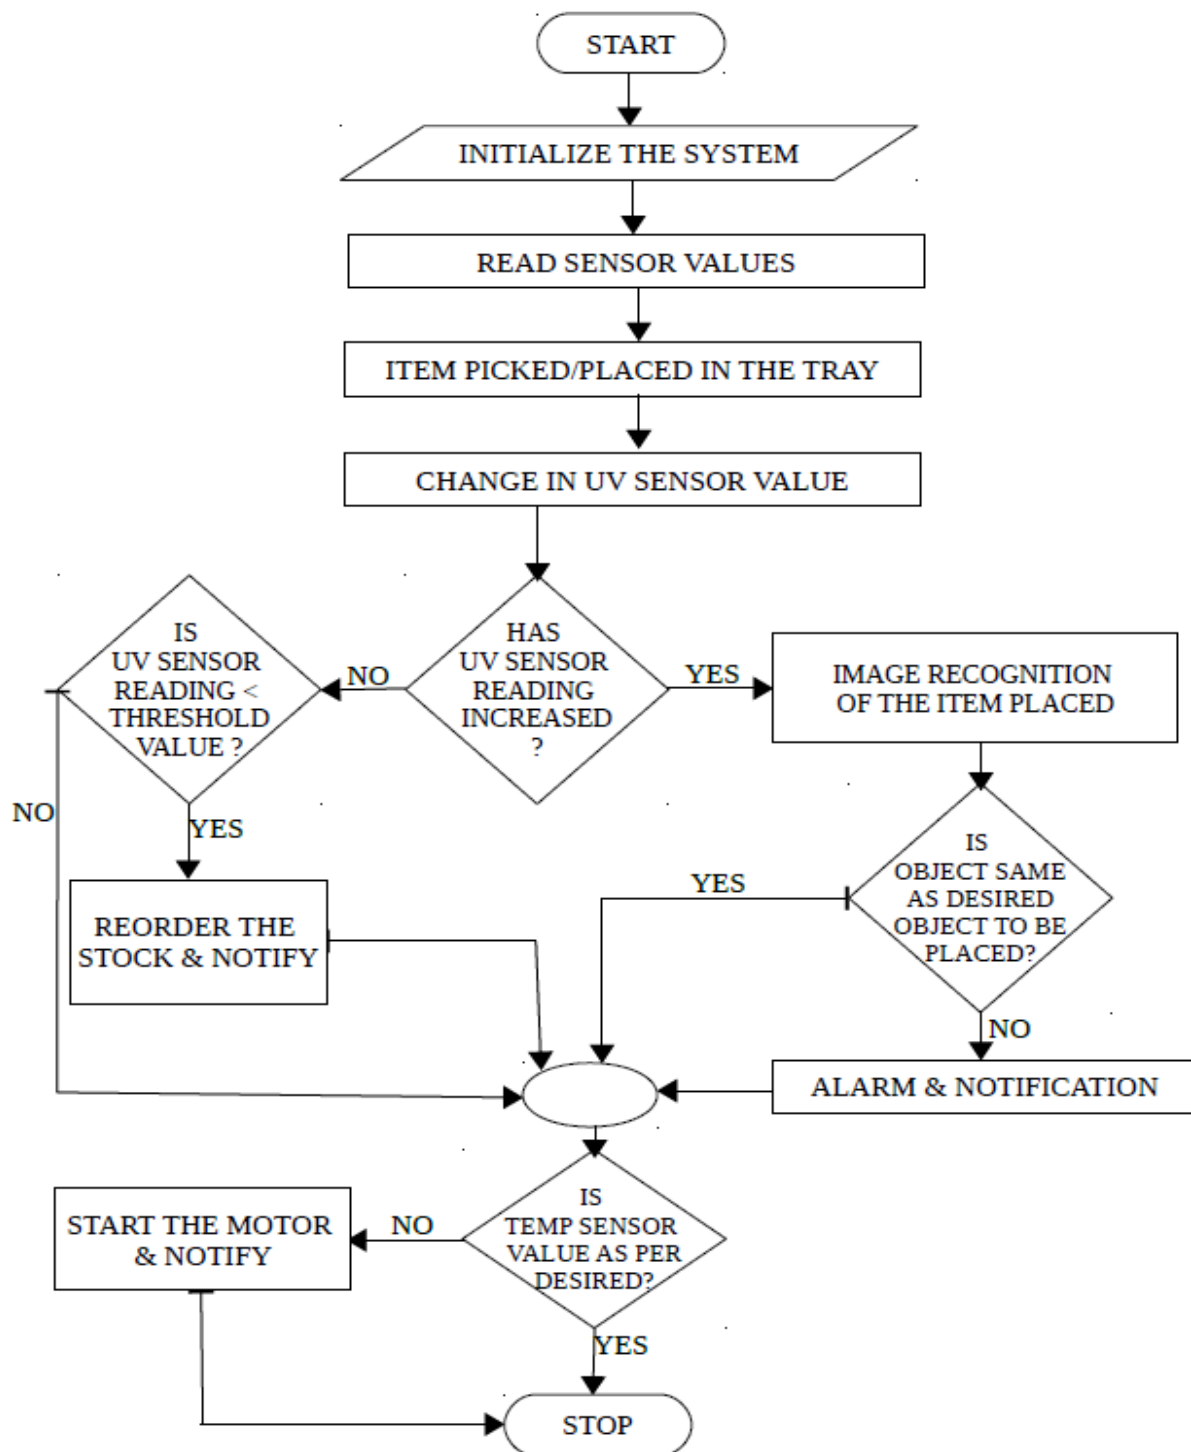 START
INITIALIZE THE SYSTEM
READ SENSOR VALUES
ITEM PICKED/PLACED IN THE TRAY
CHANGE IN UV SENSOR VALUE
IS
UV SENSOR
READING <
THRESHOLD
VALUE ?
NO
HAS
UV SENSOR
READING
INCREASED
?
YES
IMAGE RECOGNITION
OF THE ITEM PLACED
NO
YES
REORDER THE
STOCK & NOTIFY
YES
IS
OBJECT SAME
AS DESIRED
OBJECT TO BE
PLACED?
NO
ALARM & NOTIFICATION
START THE MOTOR
& NOTIFY
NO
IS
TEMP SENSOR
VALUE AS PER
DESIRED?
YES
STOP